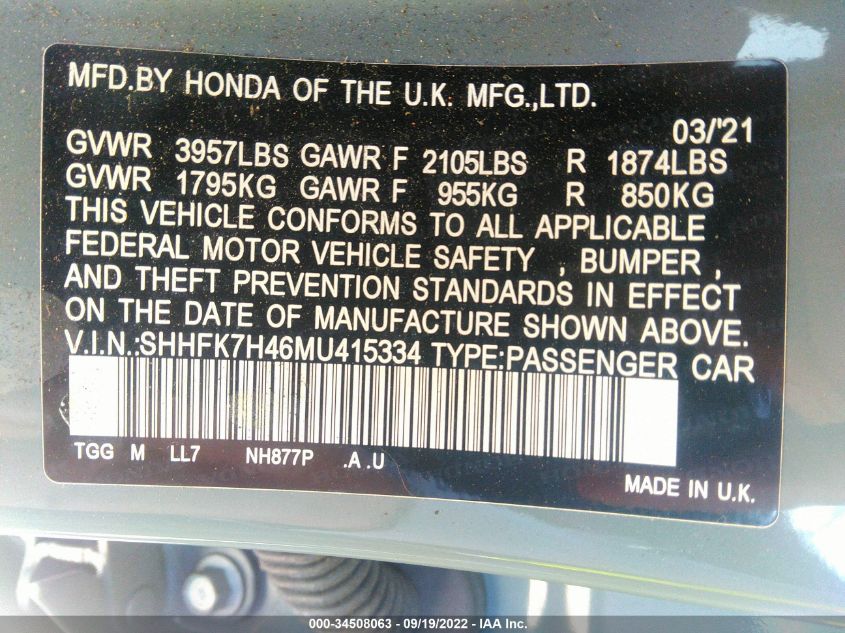 MFD.BY HONDA OF THE U.K. MFG.,LTD.
03/'21
GVWR 3957LBS GAWR F 2105LBS R 1874LBS
GVWR 1795KG GAWR F 955KG R 850KG
THIS VEHICLE CONFORMS TO ALL APPLICABLE
FEDERAL MOTOR VEHICLE SAFETY , BUMPER ,
AND THEFT PREVENTION STANDARDS IN EFFECT
ON THE DATE OF MANUFACTURE SHOWN ABOVE.
V.I.N.:SHHFK7H46MU415334 TYPE:PASSENGER CAR
TGG M LL7 NH877P .A .U
MADE IN U.K.
000-34508063 - 09/19/2022 - IAA Inc.